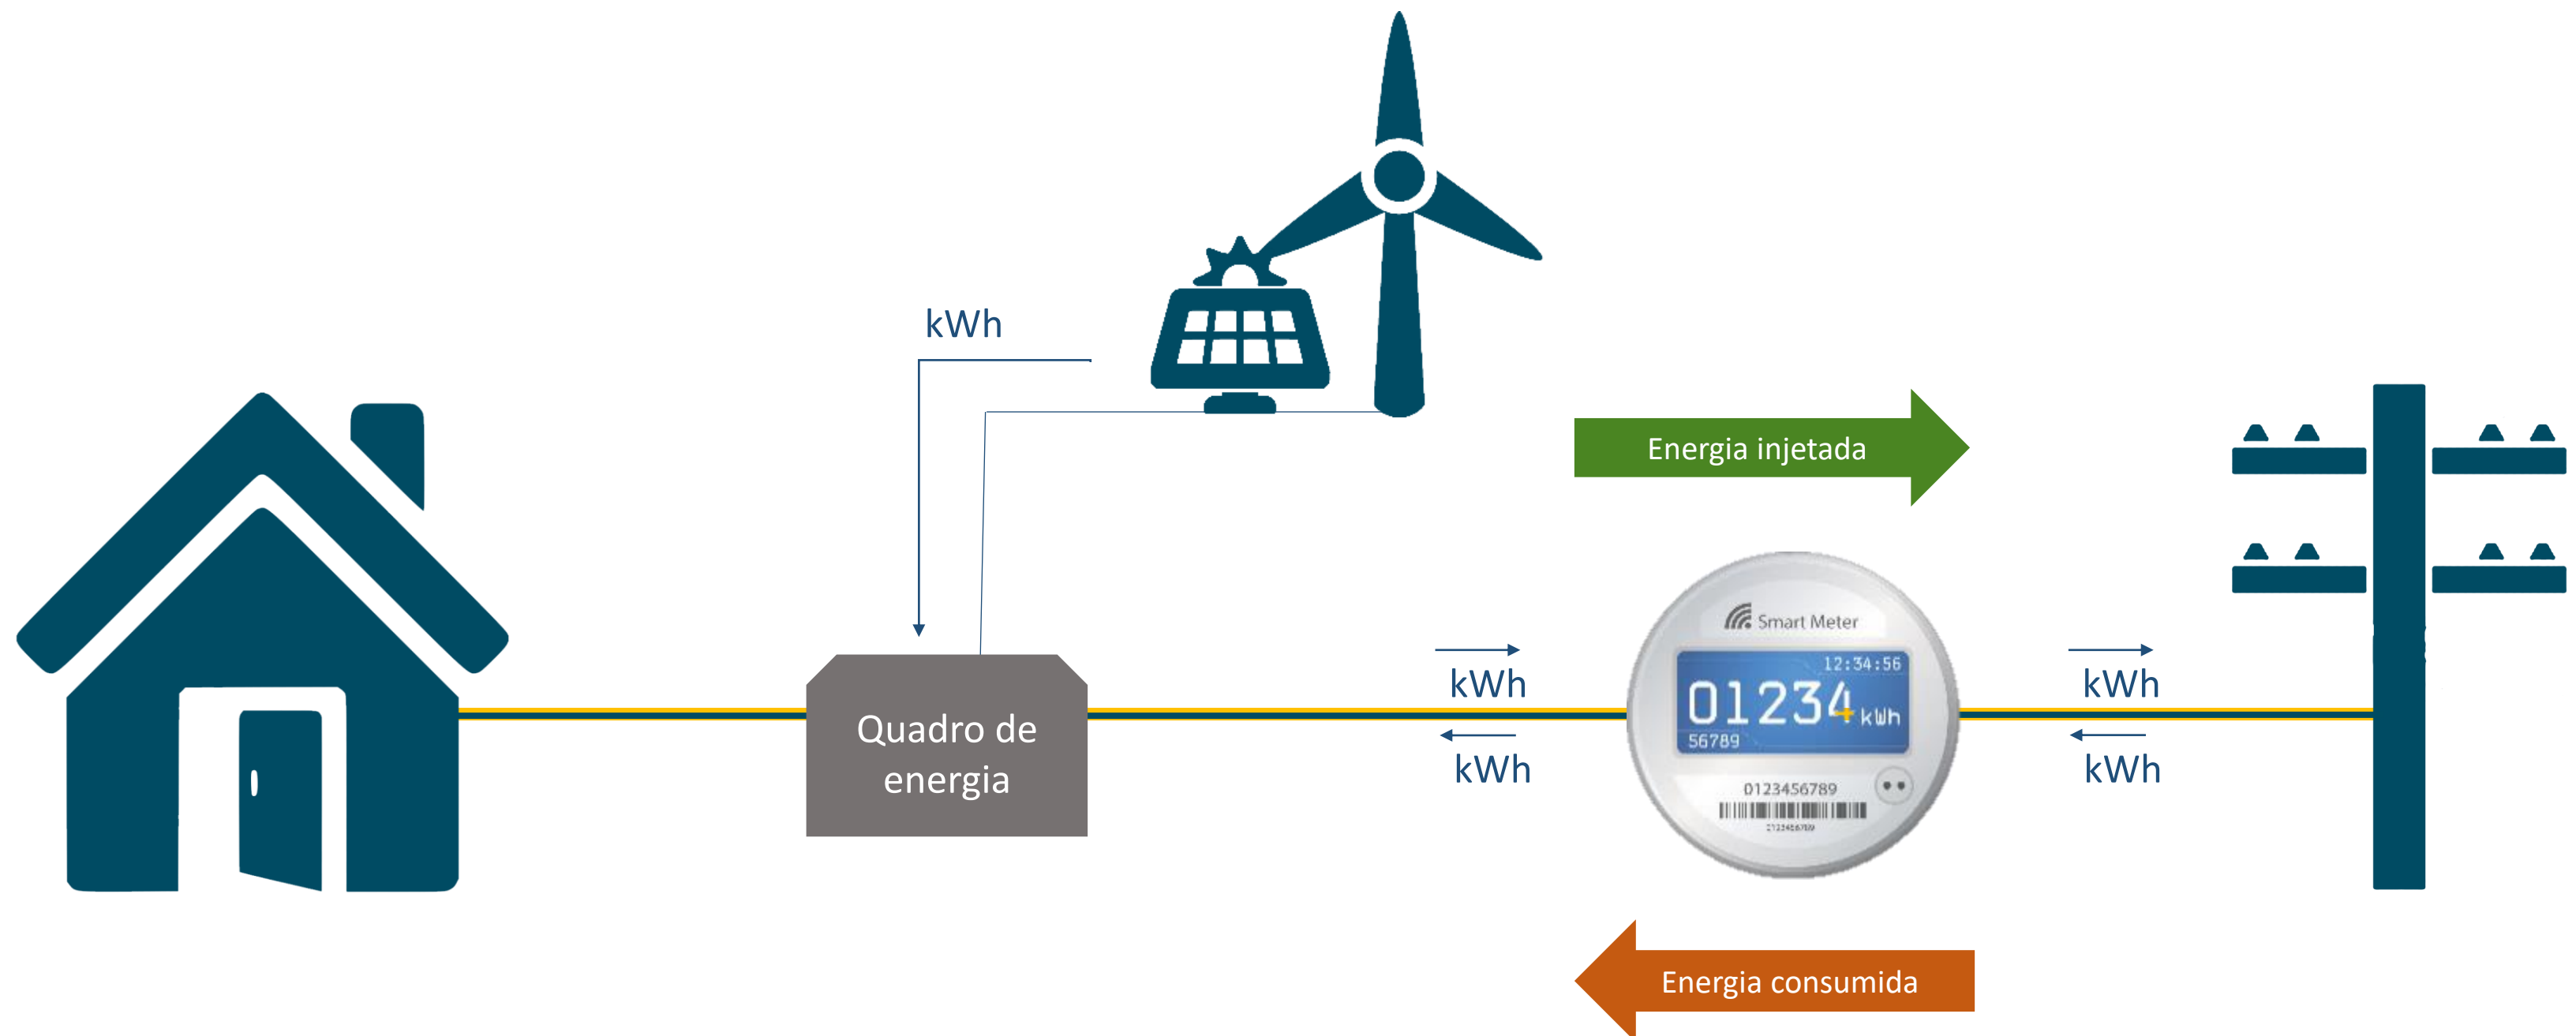 kWh
Energia injetada
Smart Meter
12:34:56
01234 kWh
56789
0123456789
kWh
kWh
kWh
kWh
Quadro de
energia
Energia consumida